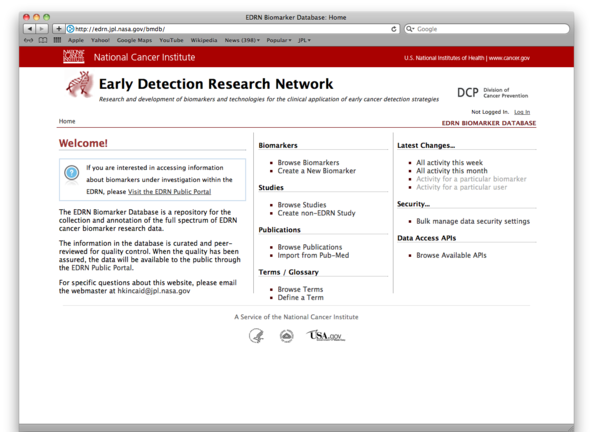 EDRN Biomarker Database: Home
http://edrn.jpl.nasa.gov/bmdb/
Google
Apple Yahoo! Google Maps YouTube Wikipedia News (398) Popular JPL
NATIONAL CANCER INSTITUTE
National Cancer Institute
U.S. National Institutes of Health | www.cancer.gov
Early Detection Research Network
Research and development of biomarkers and technologies for the clinical application of early cancer detection strategies
DCP
Division of
Cancer Prevention
Not Logged In. Log In
Home
EDRN BIOMARKER DATABASE
Welcome!
If you are interested in accessing information
about biomarkers under investigation within the
EDRN, please Visit the EDRN Public Portal
The EDRN Biomarker Database is a repository for the
collection and annotation of the full spectrum of EDRN
cancer biomarker research data.
The information in the database is curated and peer-
reviewed for quality control. When the quality has been
assured, the data will be available to the public through
the EDRN Public Portal.
For specific questions about this website, please email
the webmaster at hkincaid@jpl.nasa.gov
Biomarkers
Browse Biomarkers
Create a New Biomarker
Studies
Browse Studies
Create non-EDRN Study
Publications
Browse Publications
Import from Pub-Med
Terms / Glossary
Browse Terms
Define a Term
Latest Changes...
All activity this week
All activity this month
Activity for a particular biomarker
Activity for a particular user
Security...
Bulk manage data security settings
Data Access APIs
Browse Available APIs
A Service of the National Cancer Institute
USA.gov